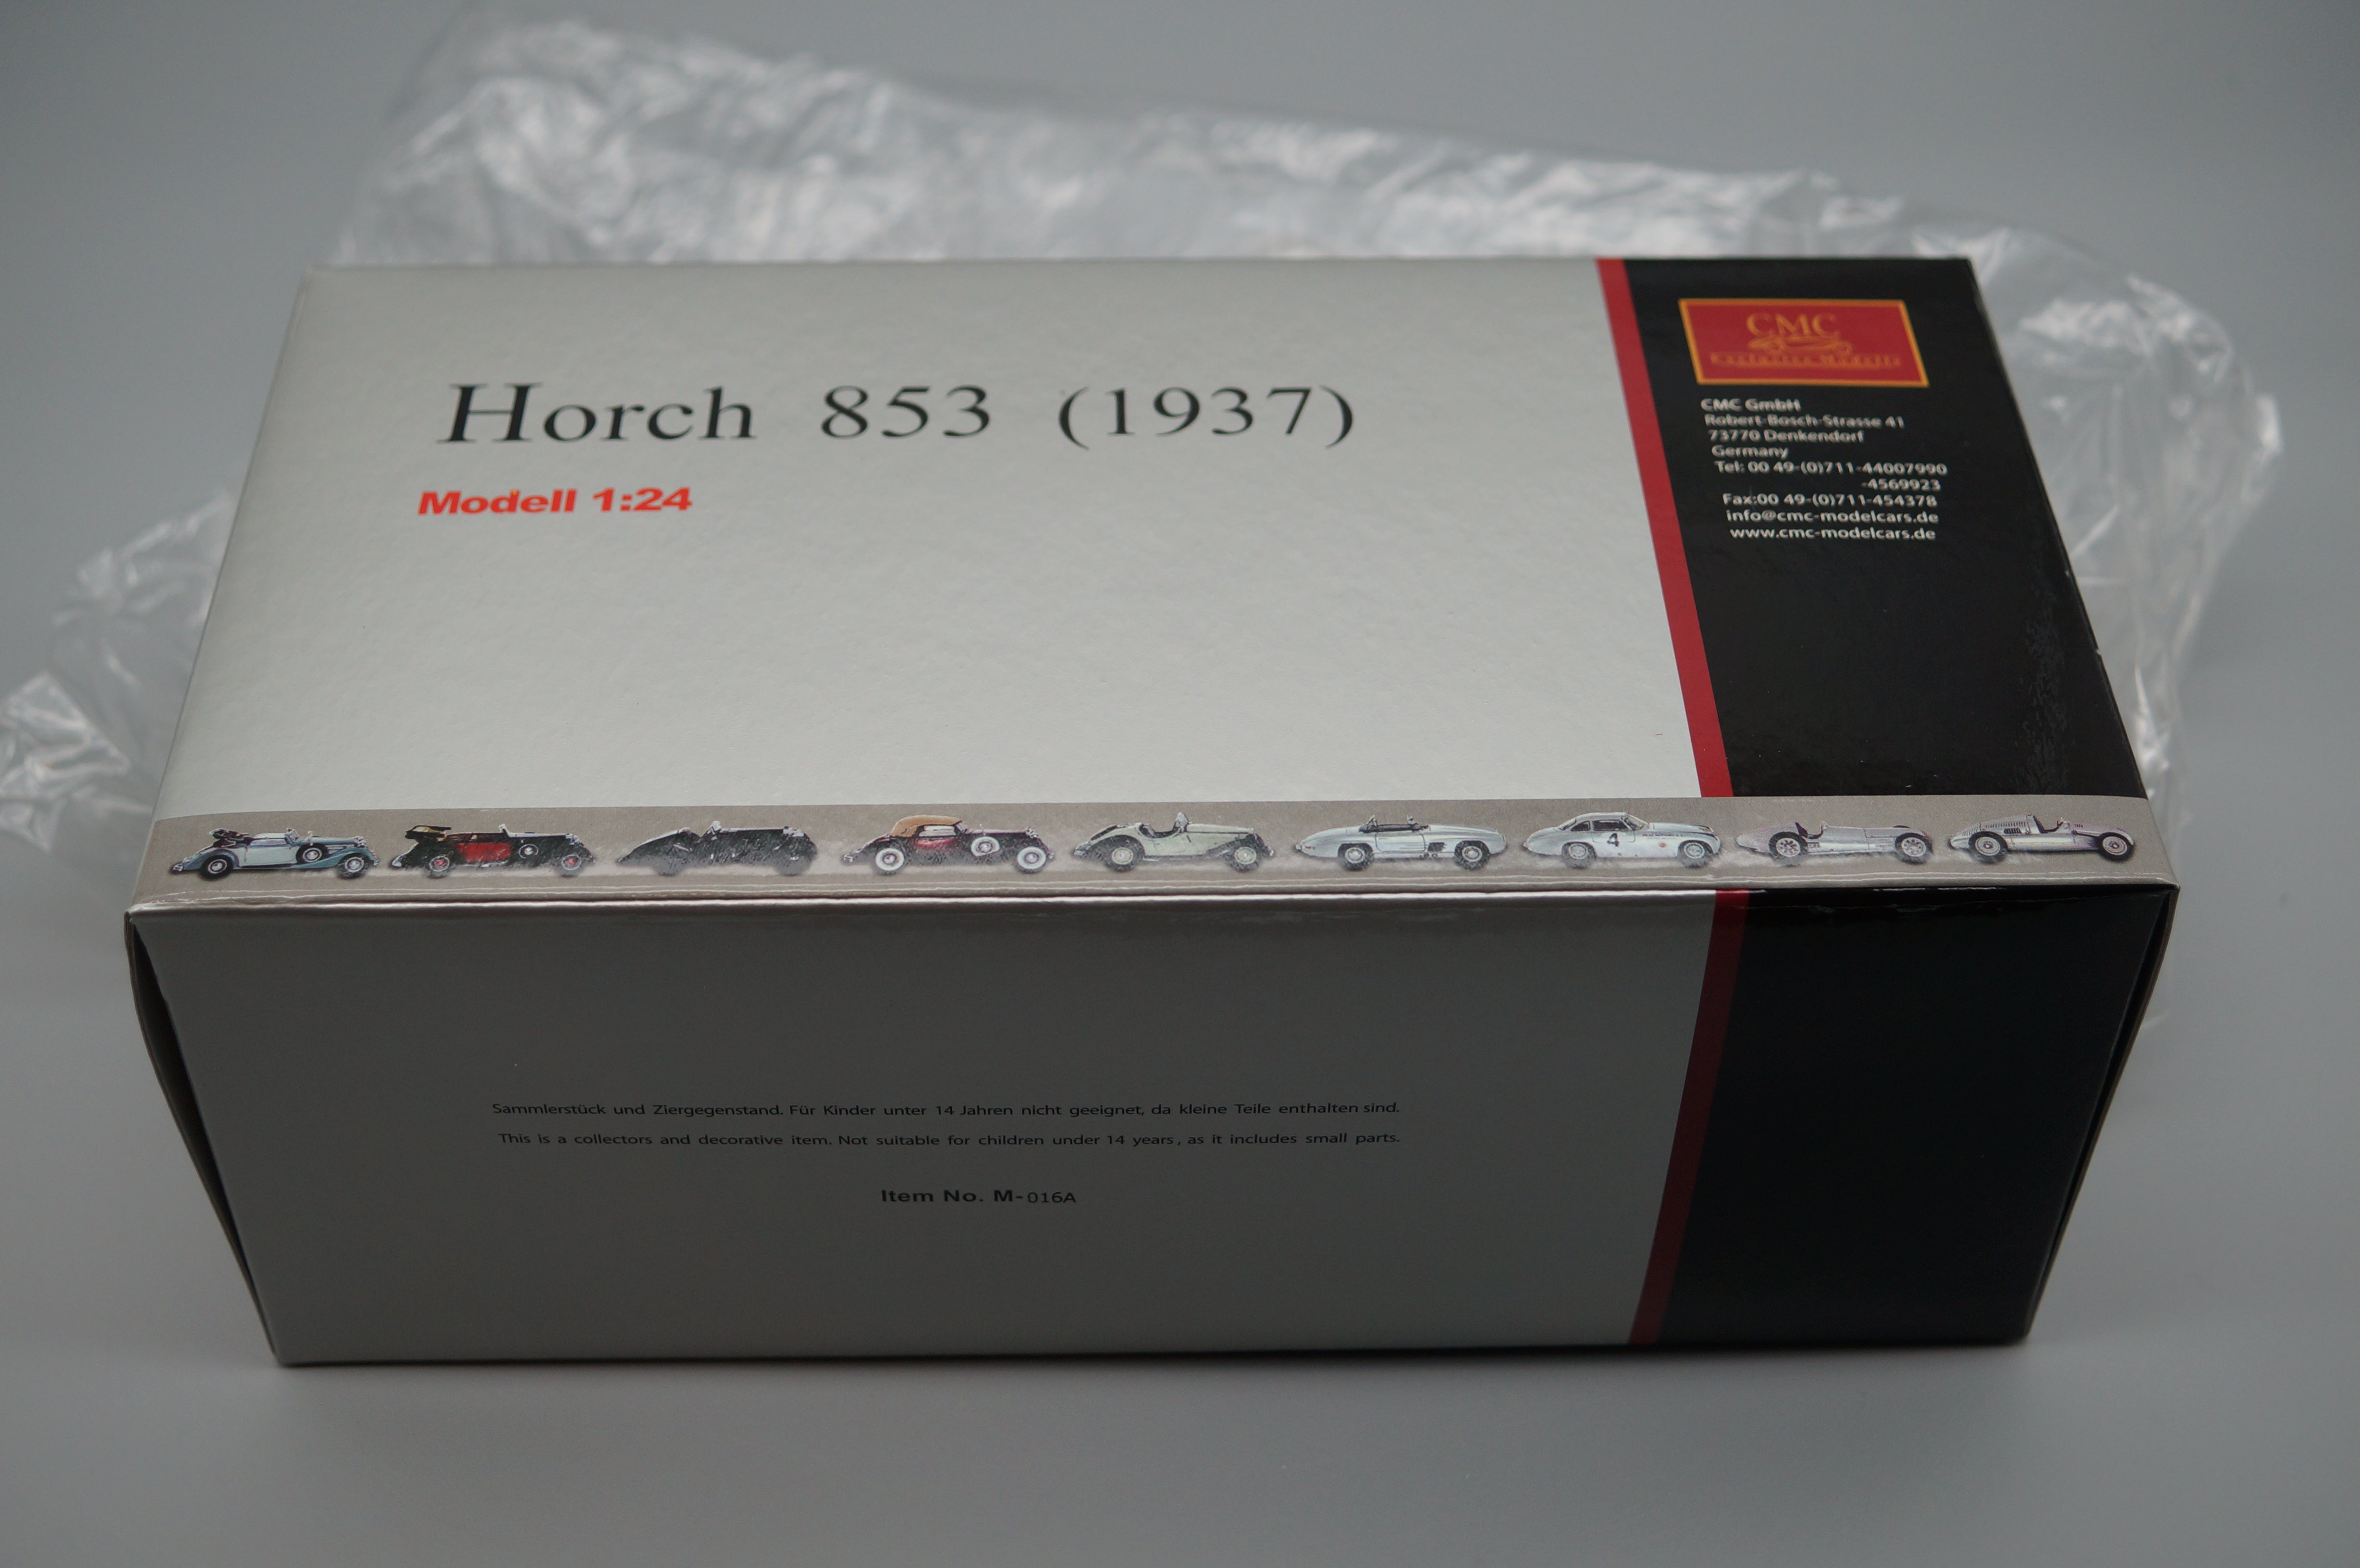 Horch 853 (1937)
Modell 1:24
CMC
Exclusive Modelle
CMC GmbH
Robert-Bosch-Strasse 41
73770 Denkendorf
Germany
Tel: 00 49-(0)711-44007990
-4569923
Fax:00 49-(0)711-454378
info@cmc-modelcars.de
www.cmc-modelcars.de
4
Sammlerstück und Ziergegenstand. Für Kinder unter 14 Jahren nicht geeignet, da kleine Teile enthalten sind.
This is a collectors and decorative item. Not suitable for children under 14 years, as it includes small parts.
Item No. M-016A